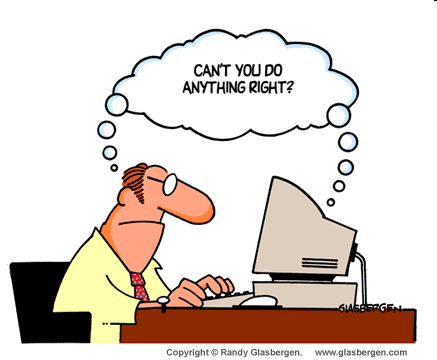 CAN'T YOU DO
ANYTHING RIGHT?
GLASBERGEN
Copyright © Randy Glasbergen. www.glasbergen.com